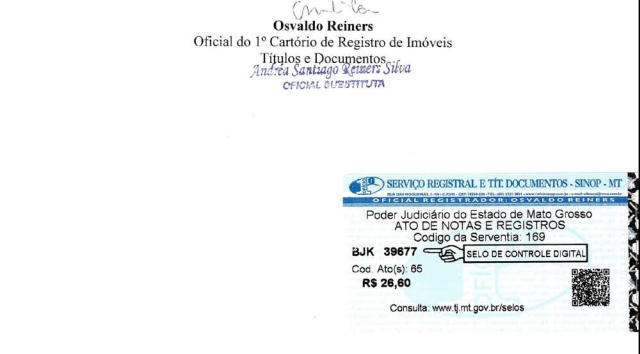 Osvaldo Reiners
Oficial do 1º Cartório de Registro de Imóveis
Títulos e Documentos
Andréa Santiago Reiners Silva
OFICIAL SUBSTITUTA
SERVIÇO REGISTRAL E TÍT. DOCUMENTOS - SINOP - MT
OFICIAL REGISTRADOR: OSVALDO REINERS
Poder Judiciário do Estado de Mato Grosso
ATO DE NOTAS E REGISTROS
Codigo da Serventia: 169
BJK 39677 SELO DE CONTROLE DIGITAL
Cod. Ato(s): 65
R$ 26,60
Consulta: www.tj.mt.gov.br/selos